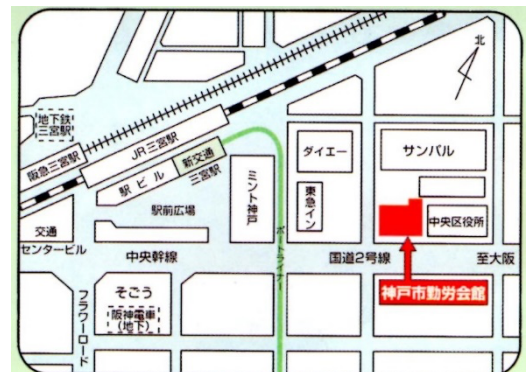 北
地下鉄
三宮駅
阪急三宮駅
JR三宮駅
駅ビル
新交通
三宮駅
駅前広場
ミント神戸
ダイエー
サンパル
東急イン
中央区役所
交通
センタービル
中央幹線
国道2号線
至大阪
ポートライナー
フラワーロード
そごう
阪神電車
(地下)
神戸市勤労会館